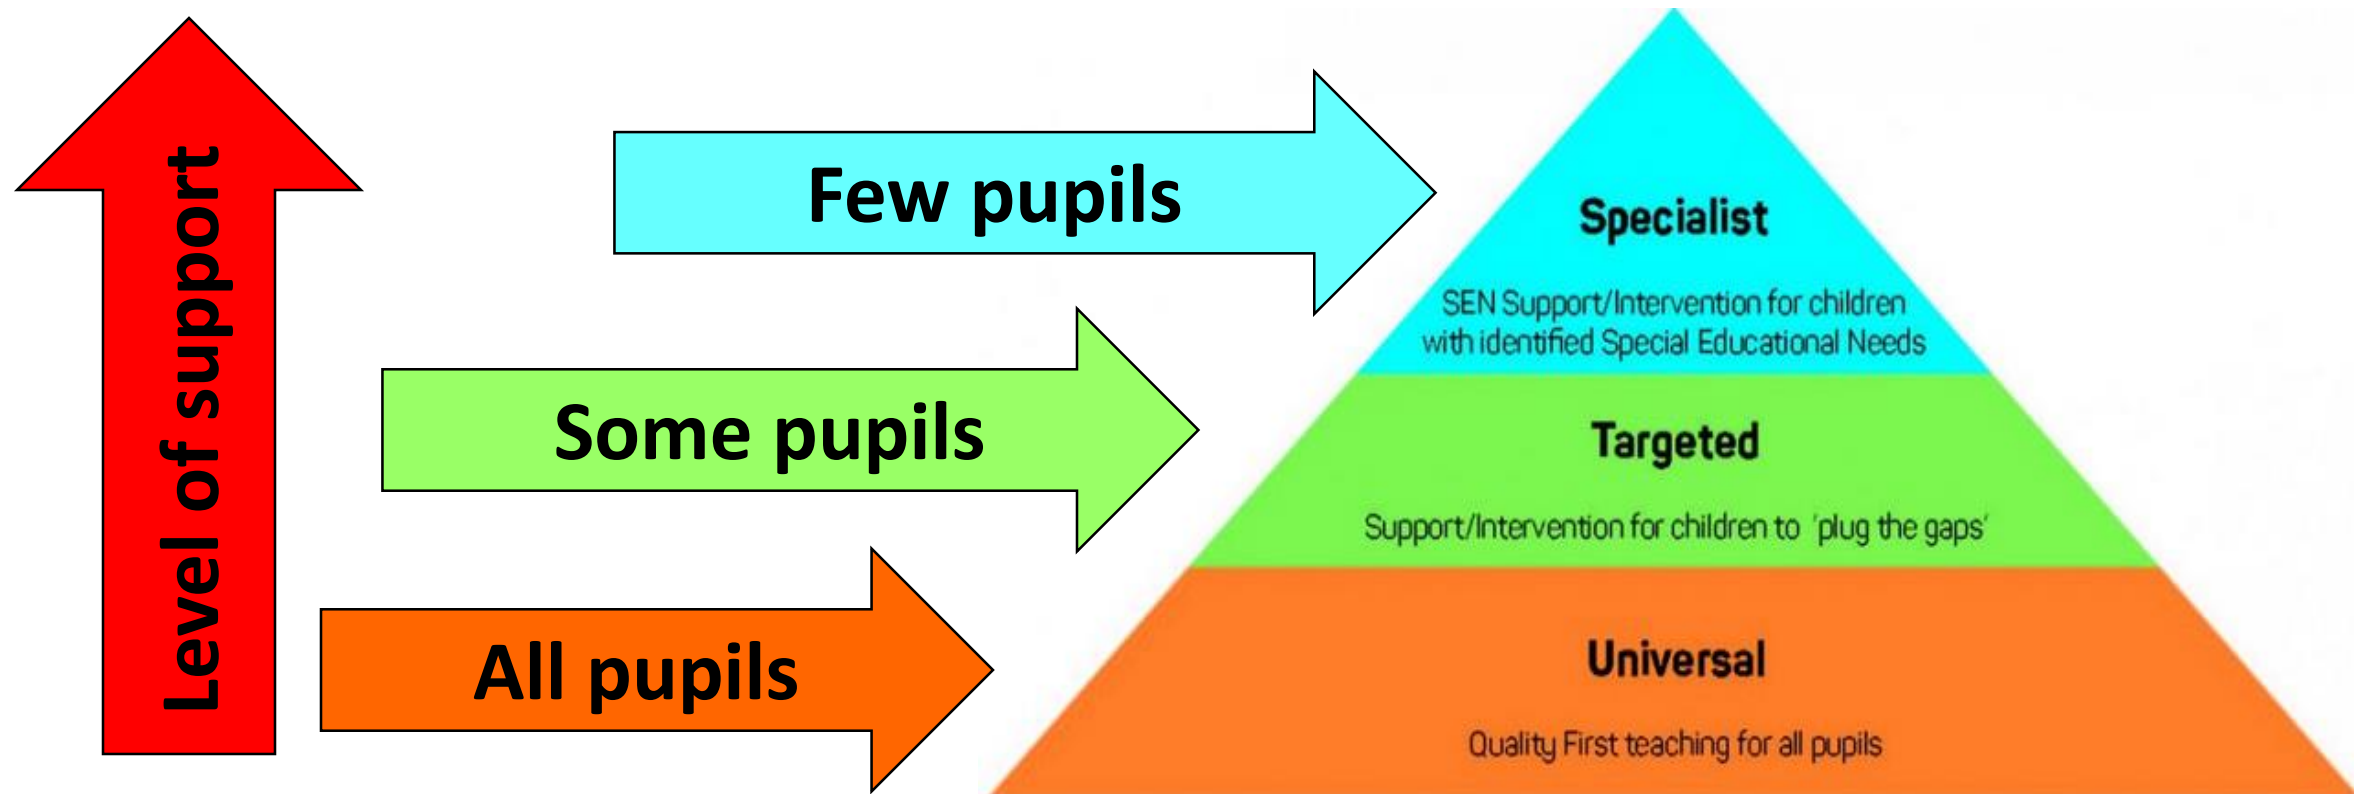 Level of support
Few pupils
Specialist
SEN Support/Intervention for children
with identified Special Educational Needs
Some pupils
Targeted
Support/Intervention for children to 'plug the gaps'
All pupils
Universal
Quality First teaching for all pupils